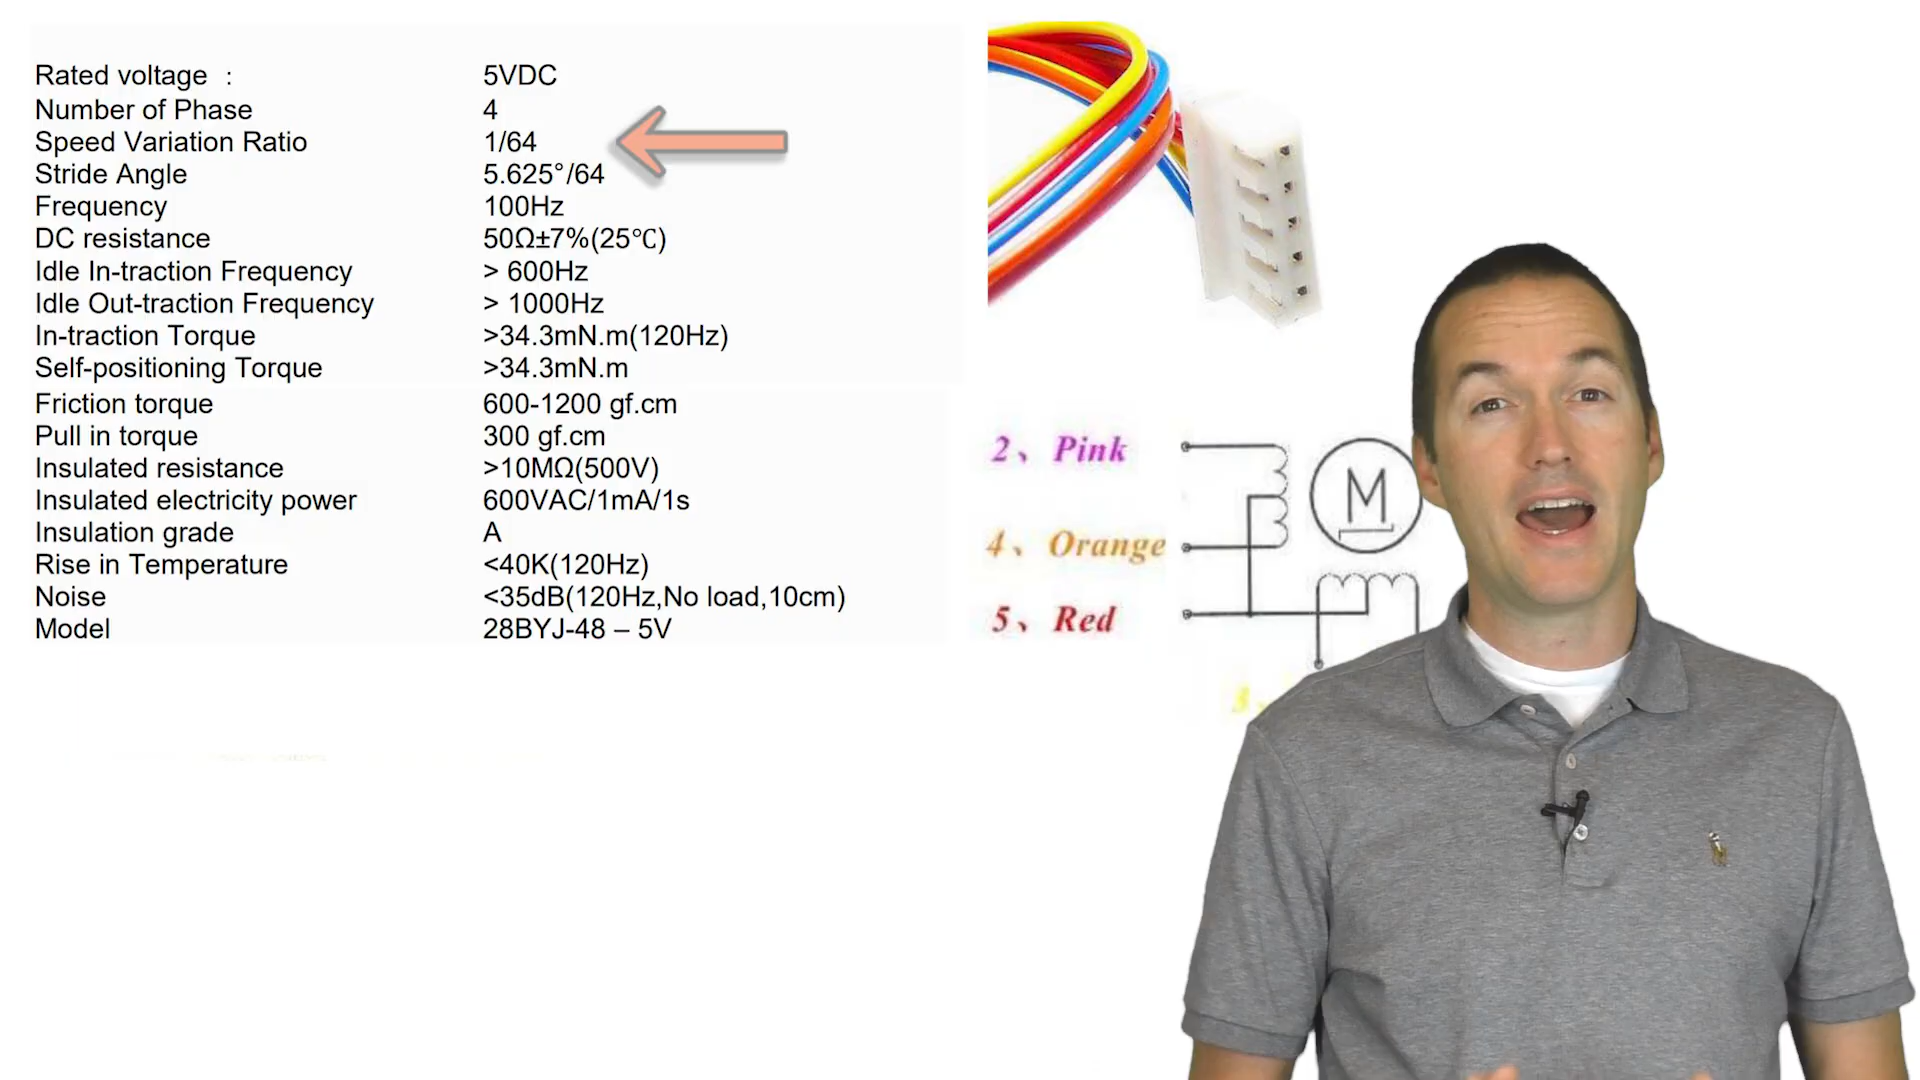 Rated voltage : 5VDC
Number of Phase 4
Speed Variation Ratio 1/64
Stride Angle 5.625°/64
Frequency 100Hz
DC resistance 50Ω±7%(25℃)
Idle In-traction Frequency > 600Hz
Idle Out-traction Frequency > 1000Hz
In-traction Torque >34.3mN.m(120Hz)
Self-positioning Torque >34.3mN.m
Friction torque 600-1200 gf.cm
Pull in torque 300 gf.cm
Insulated resistance >10MΩ(500V)
Insulated electricity power 600VAC/1mA/1s
Insulation grade A
Rise in Temperature <40K(120Hz)
Noise <35dB(120Hz,No load,10cm)
Model 28BYJ-48 – 5V
2、Pink
4、Orange
5、Red
M
3、